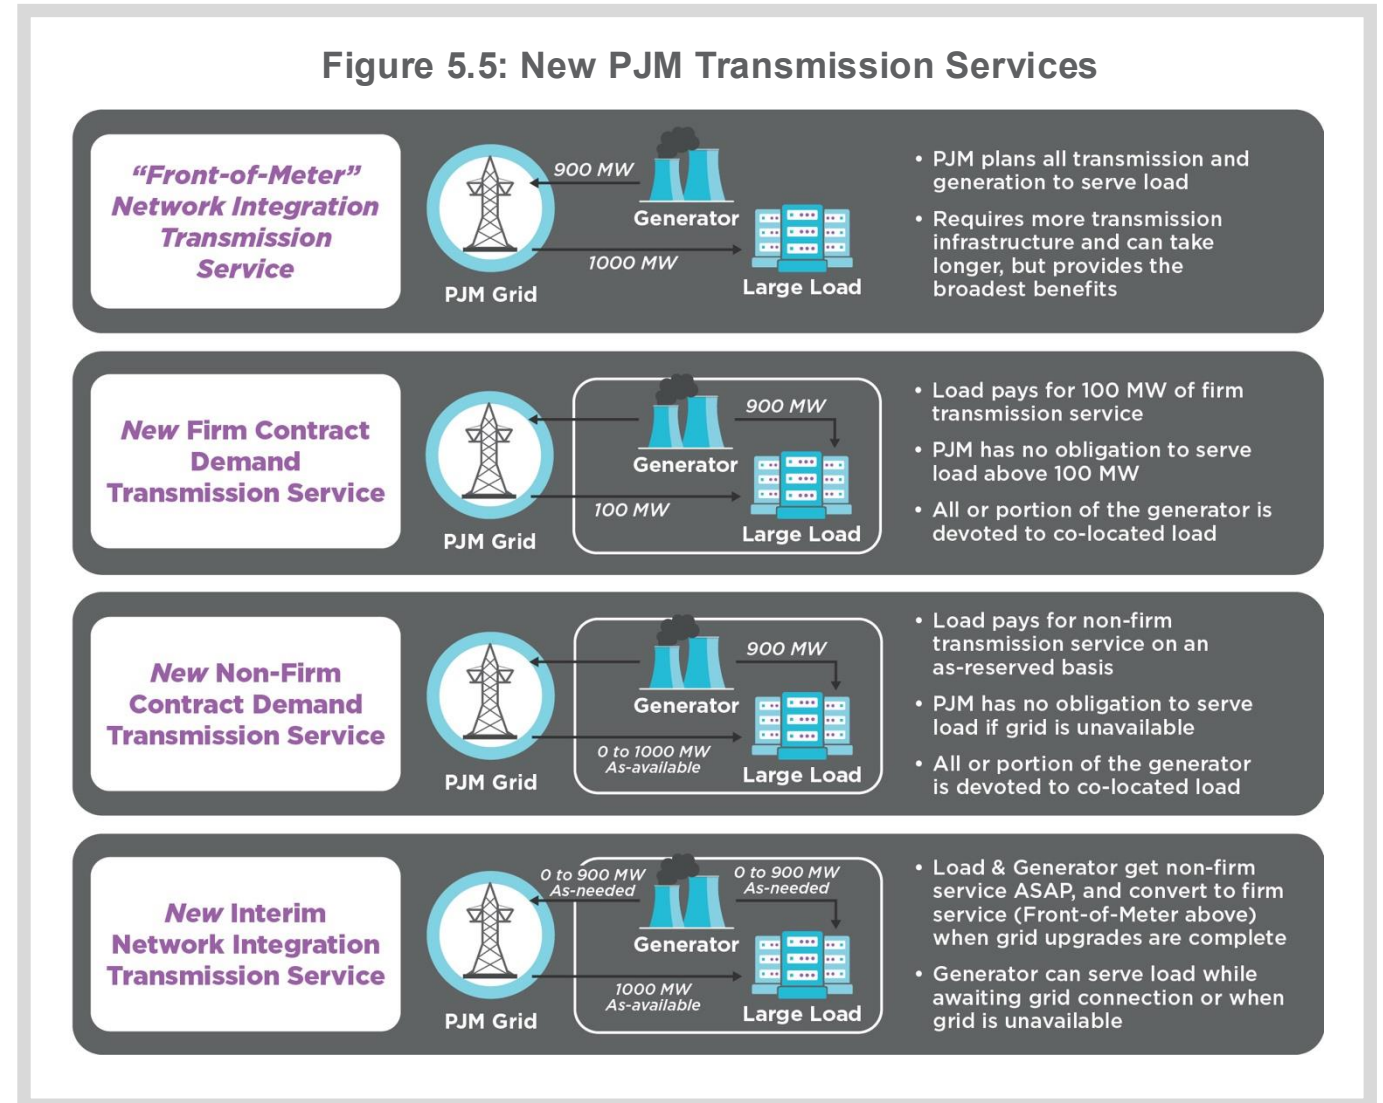 Figure 5.5: New PJM Transmission Services
“Front-of-Meter”
Network Integration
Transmission
Service
900 MW
Generator
1000 MW
PJM Grid
Large Load
• PJM plans all transmission and
generation to serve load
• Requires more transmission
infrastructure and can take
longer, but provides the
broadest benefits
New Firm Contract
Demand
Transmission Service
900 MW
Generator
100 MW
PJM Grid
Large Load
• Load pays for 100 MW of firm
transmission service
• PJM has no obligation to serve
load above 100 MW
• All or portion of the generator is
devoted to co-located load
New Non-Firm
Contract Demand
Transmission Service
900 MW
Generator
0 to 1000 MW
As-available
PJM Grid
Large Load
• Load pays for non-firm
transmission service on an
as-reserved basis
• PJM has no obligation to serve
load if grid is unavailable
• All or portion of the generator
is devoted to co-located load
New Interim
Network Integration
Transmission Service
0 to 900 MW
As-needed
0 to 900 MW
As-needed
Generator
1000 MW
As-available
PJM Grid
Large Load
• Load & Generator get non-firm
service ASAP, and convert to firm
service (Front-of-Meter above)
when grid upgrades are complete
• Generator can serve load while
awaiting grid connection or when
grid is unavailable